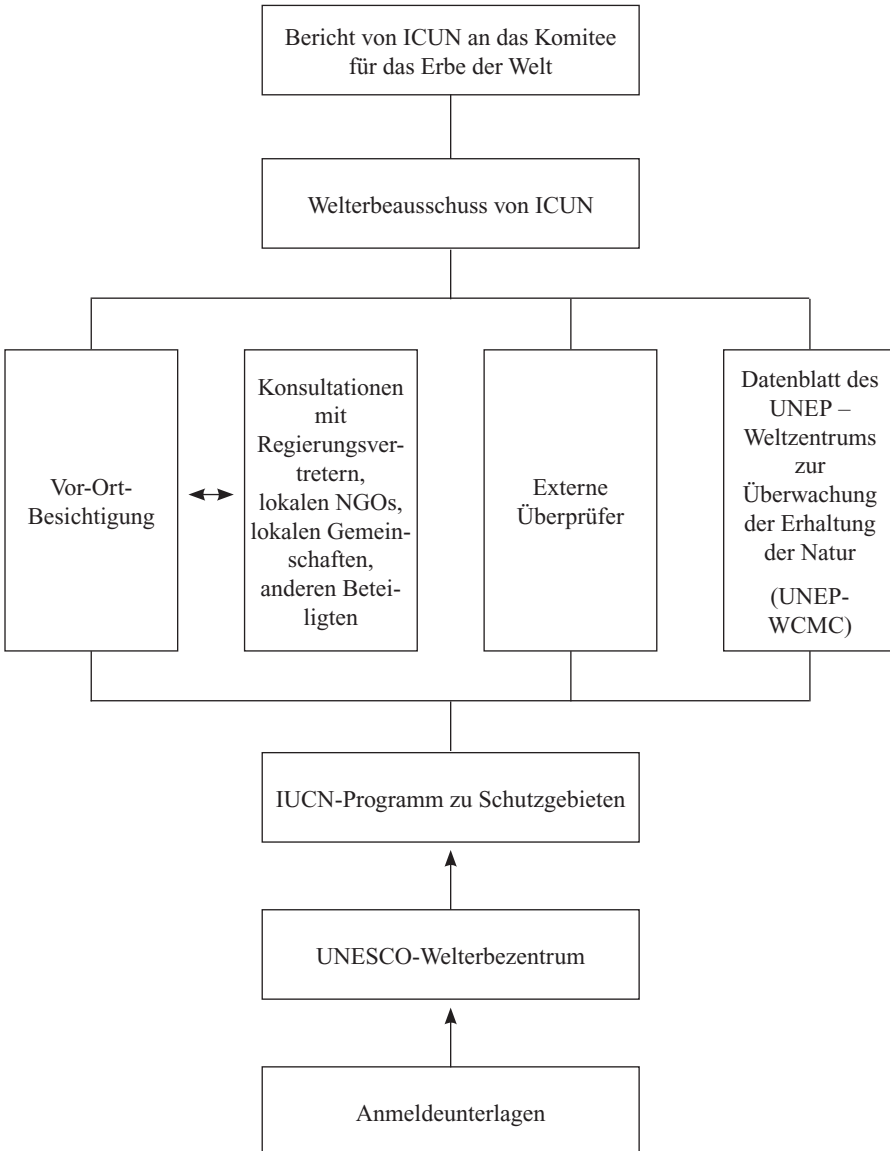 Bericht von ICUN an das Komitee
für das Erbe der Welt
Welterbeausschuss von ICUN
Vor-Ort-
Besichtigung
Konsultationen
mit
Regierungsver-
tretern,
lokalen NGOs,
lokalen Gemein-
schaften,
anderen Betei-
ligten
Externe
Überprüfer
Datenblatt des
UNEP –
Weltzentrums
zur
Überwachung
der Erhaltung
der Natur
(UNEP-
WCMC)
IUCN-Programm zu Schutzgebieten
UNESCO-Welterbezentrum
Anmeldeunterlagen